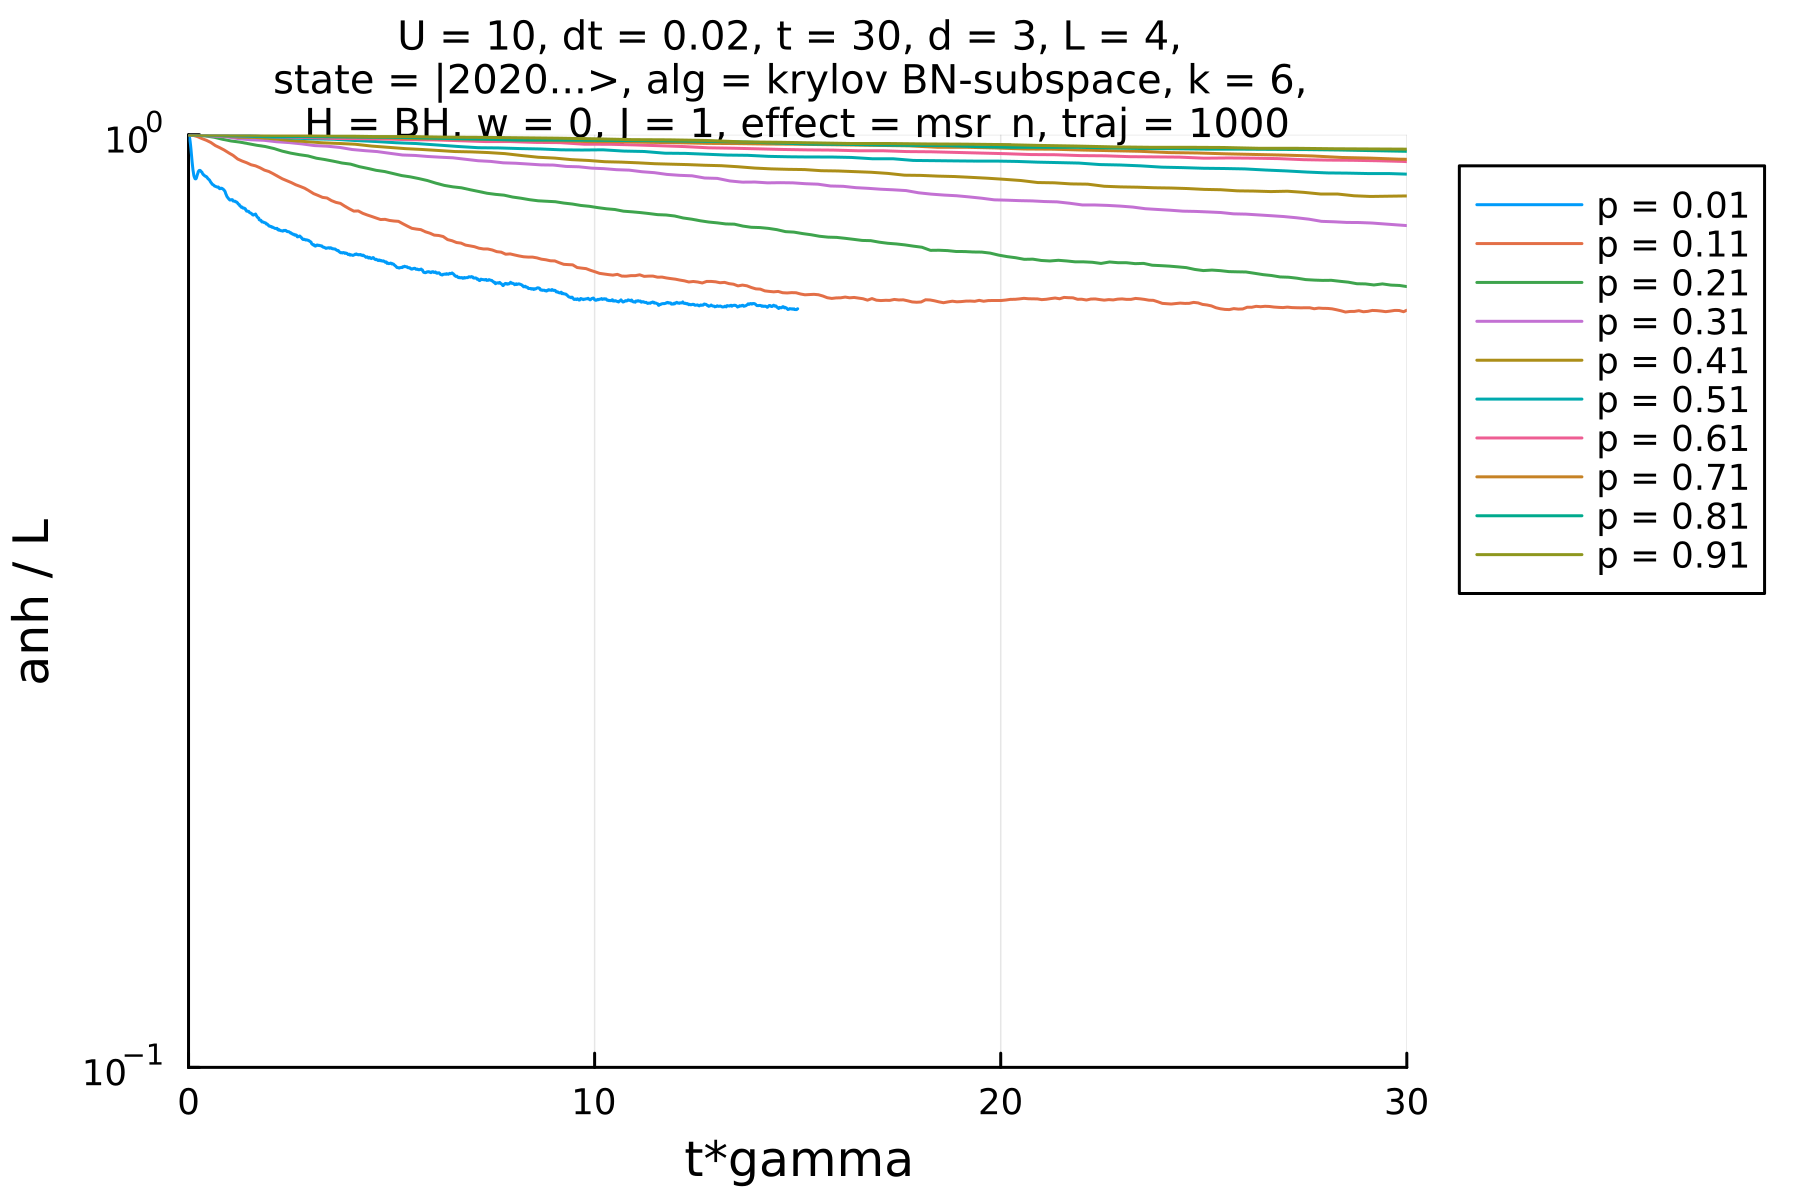 U = 10, dt = 0.02, t = 30, d = 3, L = 4,
state = |2020...>, alg = krylov BN-subspace, k = 6,
H = BH, w = 0, J = 1, effect = msr_n, traj = 1000
10⁰
10⁻¹
anh / L
0 10 20 30
t*gamma
p = 0.01
p = 0.11
p = 0.21
p = 0.31
p = 0.41
p = 0.51
p = 0.61
p = 0.71
p = 0.81
p = 0.91